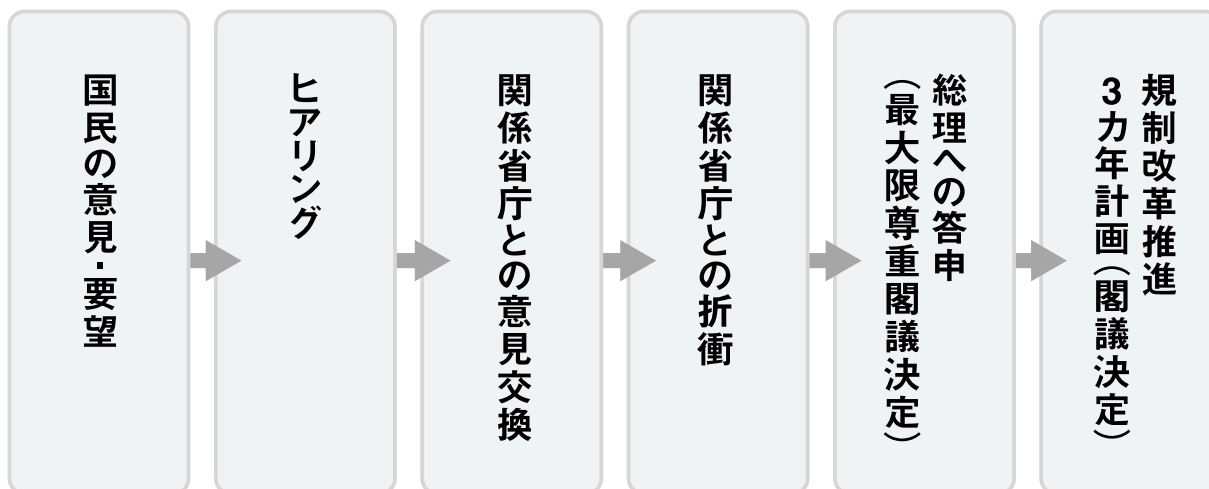 国民の意見・要望
ヒアリング
関係省庁との意見交換
関係省庁との折衝
総理への答申
（最大限尊重閣議決定）
規制改革推進
3カ年計画（閣議決定）